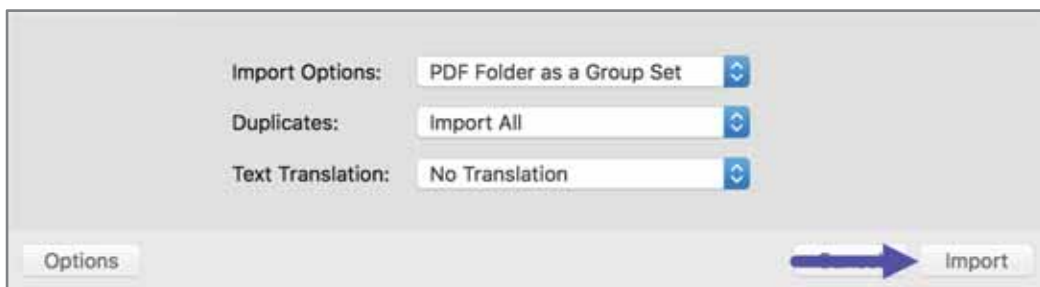 Import Options: PDF Folder as a Group Set
Duplicates: Import All
Text Translation: No Translation
Options Import